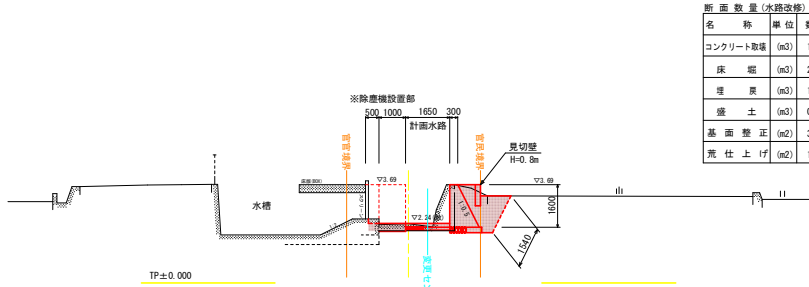 断面数量(水路改修)
名　称 単位
コンクリート取壊 (m3)
床　堀 (m3)
埋　戻 (m3)
盛　土 (m3)
基面整正 (m2)
荒仕上げ (m2)
※除塵機設置部
500 1000 1650 300
計画水路
官官境界
官民境界
見切壁
H=0.8m
▽3.69
▽3.69
水槽
1:0.5
▽2.24
1600
1540
TP±0.000